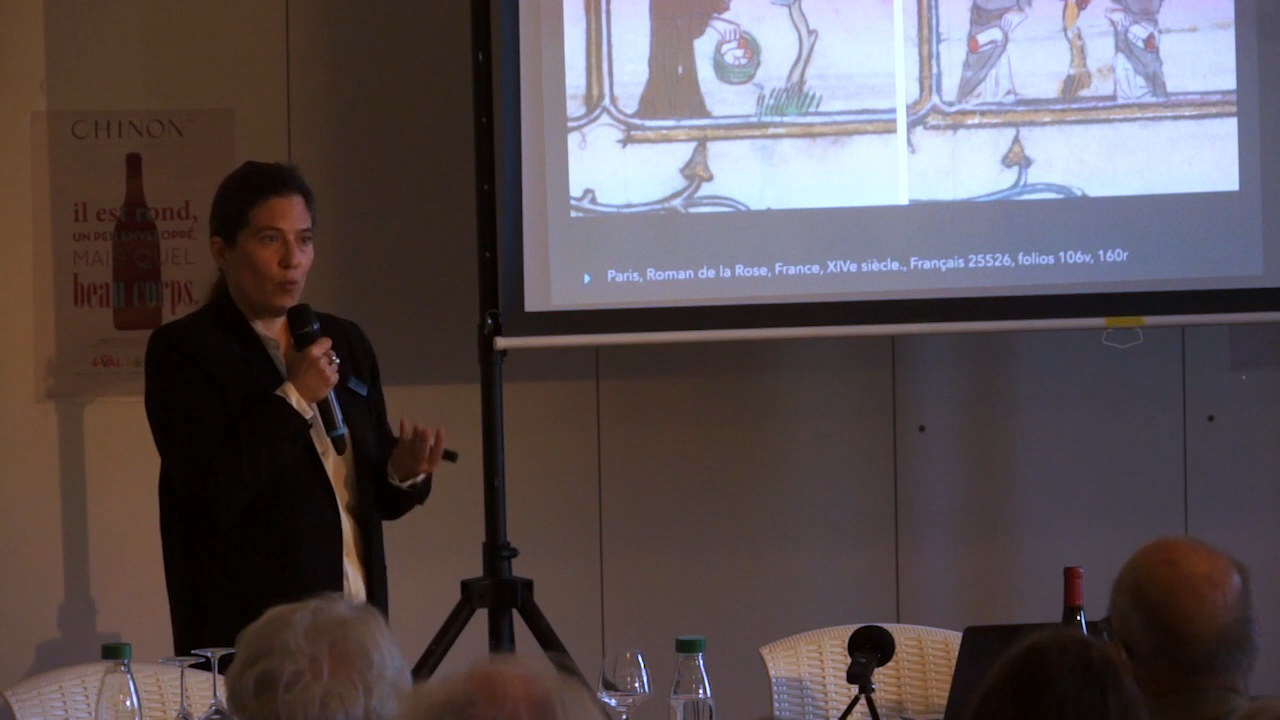 CHINON
il est rond,
UN PEU ENVELOPPÉ.
MAIS QUEL
beau corps.
Paris, Roman de la Rose, France, XIVe siècle., Français 25526, folios 106v, 160r